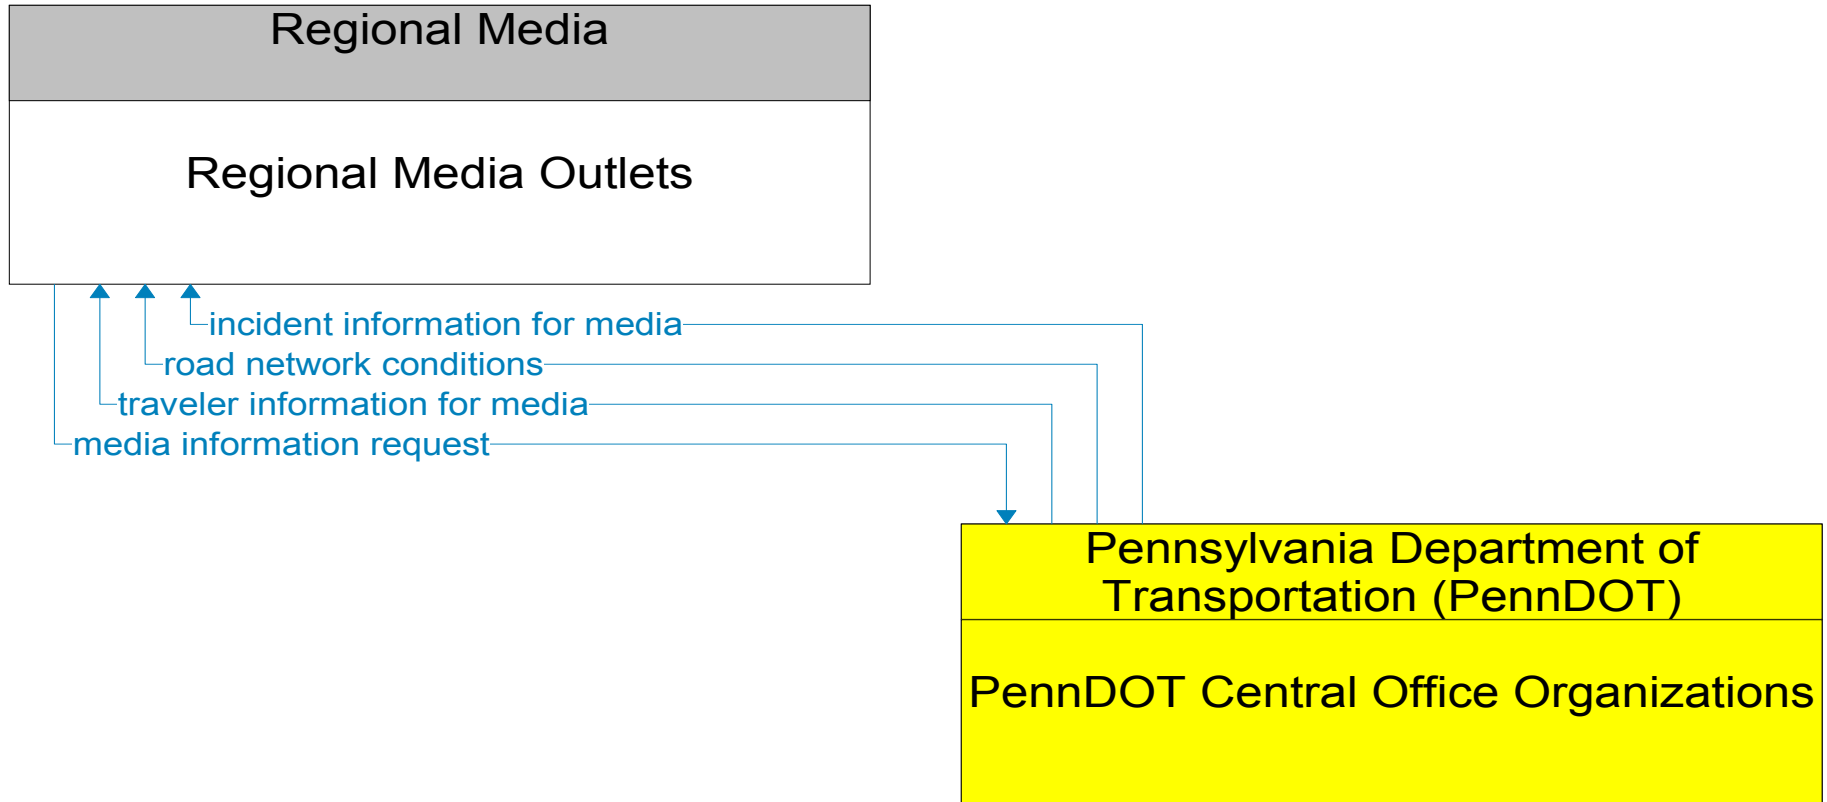 Regional Media
Regional Media Outlets
incident information for media
road network conditions
traveler information for media
media information request
Pennsylvania Department of
Transportation (PennDOT)
PennDOT Central Office Organizations